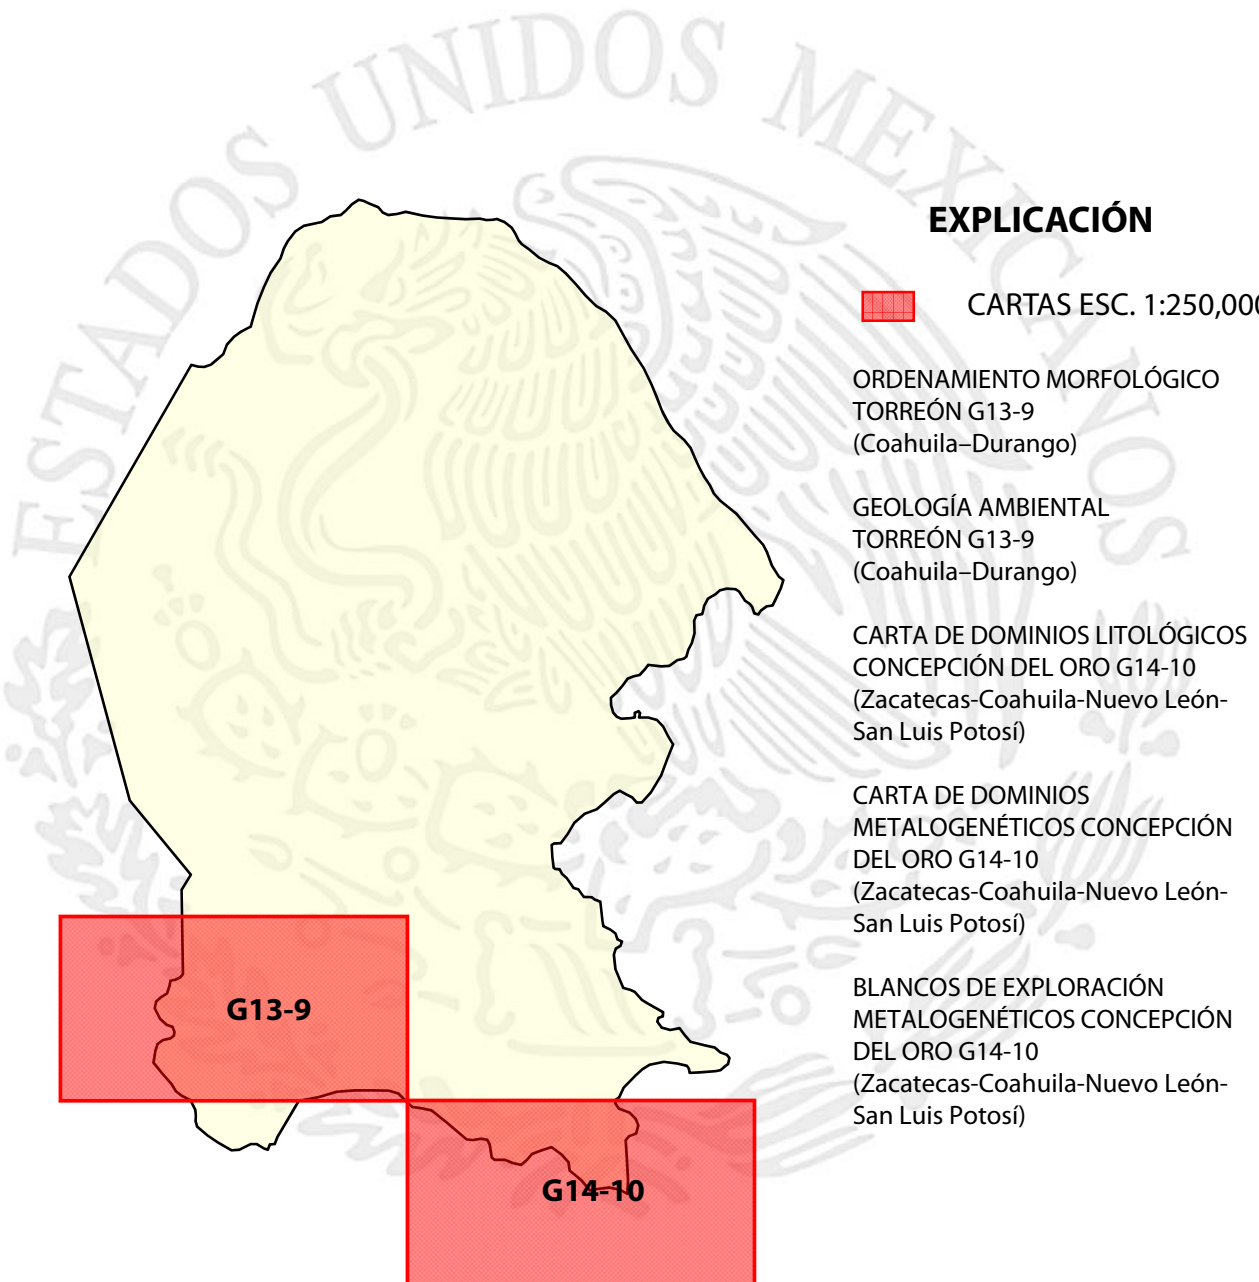 ESTADOS UNIDOS MEXICANOS
EXPLICACIÓN
CARTAS ESC. 1:250,000
ORDENAMIENTO MORFOLÓGICO
TORREÓN G13-9
(Coahuila–Durango)
GEOLOGÍA AMBIENTAL
TORREÓN G13-9
(Coahuila–Durango)
CARTA DE DOMINIOS LITOLÓGICOS
CONCEPCIÓN DEL ORO G14-10
(Zacatecas-Coahuila-Nuevo León-
San Luis Potosí)
CARTA DE DOMINIOS
METALOGENÉTICOS CONCEPCIÓN
DEL ORO G14-10
(Zacatecas-Coahuila-Nuevo León-
San Luis Potosí)
BLANCOS DE EXPLORACIÓN
METALOGENÉTICOS CONCEPCIÓN
DEL ORO G14-10
(Zacatecas-Coahuila-Nuevo León-
San Luis Potosí)
G13-9
G14-10